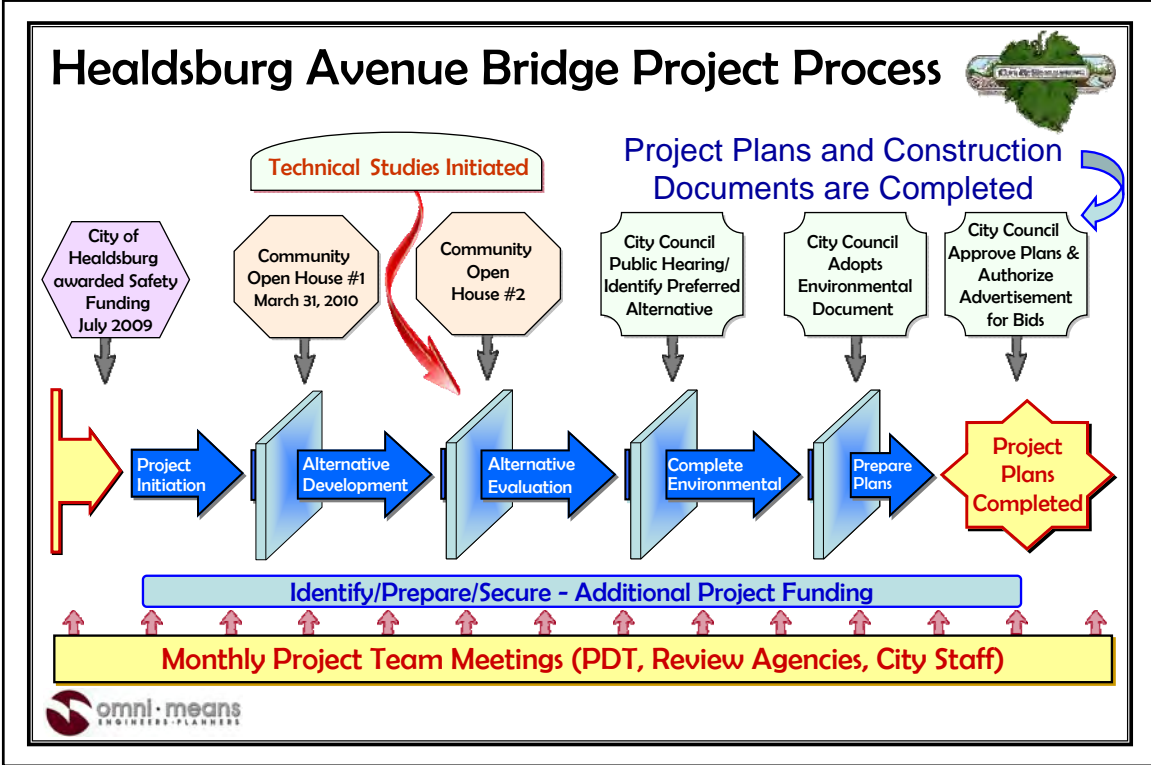 Healdsburg Avenue Bridge Project Process
Technical Studies Initiated
Project Plans and Construction
Documents are Completed
City of
Healdsburg
awarded Safety
Funding
July 2009
Community
Open House #1
March 31, 2010
Community
Open
House #2
City Council
Public Hearing/
Identify Preferred
Alternative
City Council
Adopts
Environmental
Document
City Council
Approve Plans &
Authorize
Advertisement
for Bids
Project
Initiation
Alternative
Development
Alternative
Evaluation
Complete
Environmental
Prepare
Plans
Project
Plans
Completed
Identify/Prepare/Secure - Additional Project Funding
Monthly Project Team Meetings (PDT, Review Agencies, City Staff)
omni·means
ENGINEERS·PLANNERS